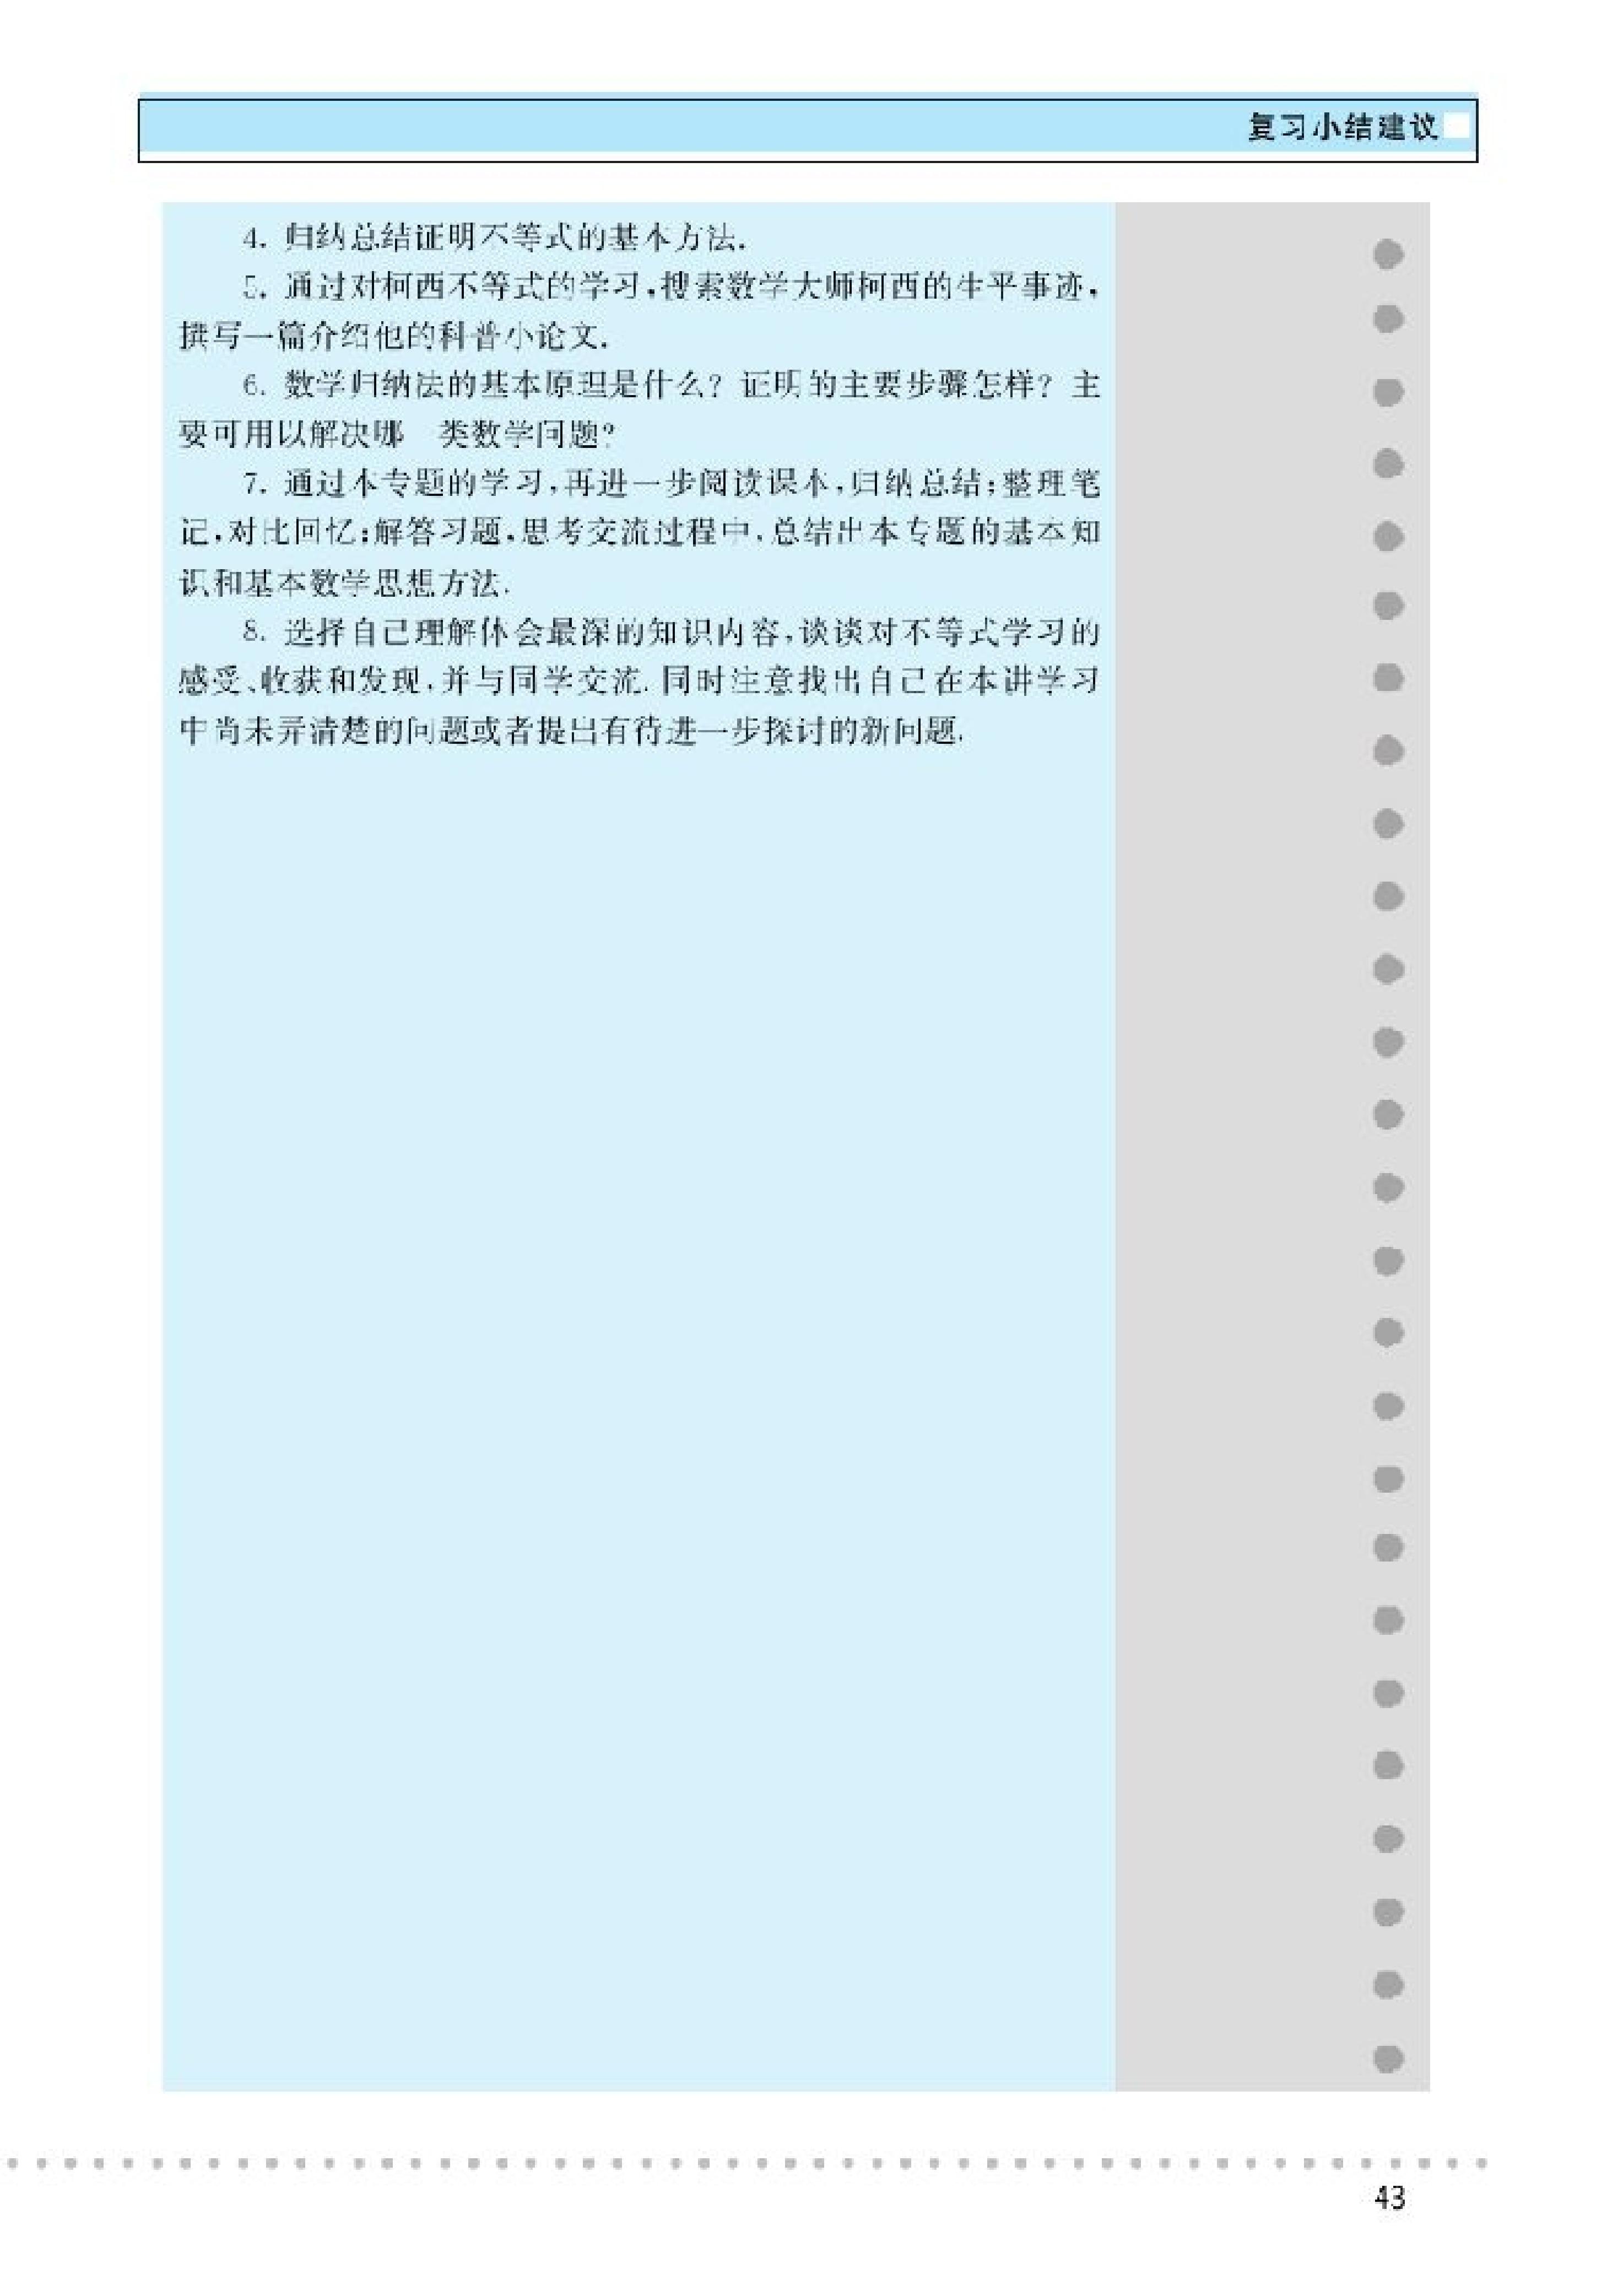 复习小结建议
4. 归纳总结证明不等式的基本方法.
5. 通过对柯西不等式的学习,搜索数学大师柯西的生平事迹,
撰写一篇介绍他的科普小论文.
6. 数学归纳法的基本原理是什么? 证明的主要步骤怎样? 主
要可用以解决哪 类数学问题?
7. 通过本专题的学习,再进一步阅读课本,归纳总结;整理笔
记,对比回忆;解答习题,思考交流过程中,总结出本专题的基本知
识和基本数学思想方法.
8. 选择自己理解体会最深的知识内容,谈谈对不等式学习的
感受、收获和发现,并与同学交流. 同时注意找出自己在本讲学习
中尚未弄清楚的问题或者提出有待进一步探讨的新问题.
43